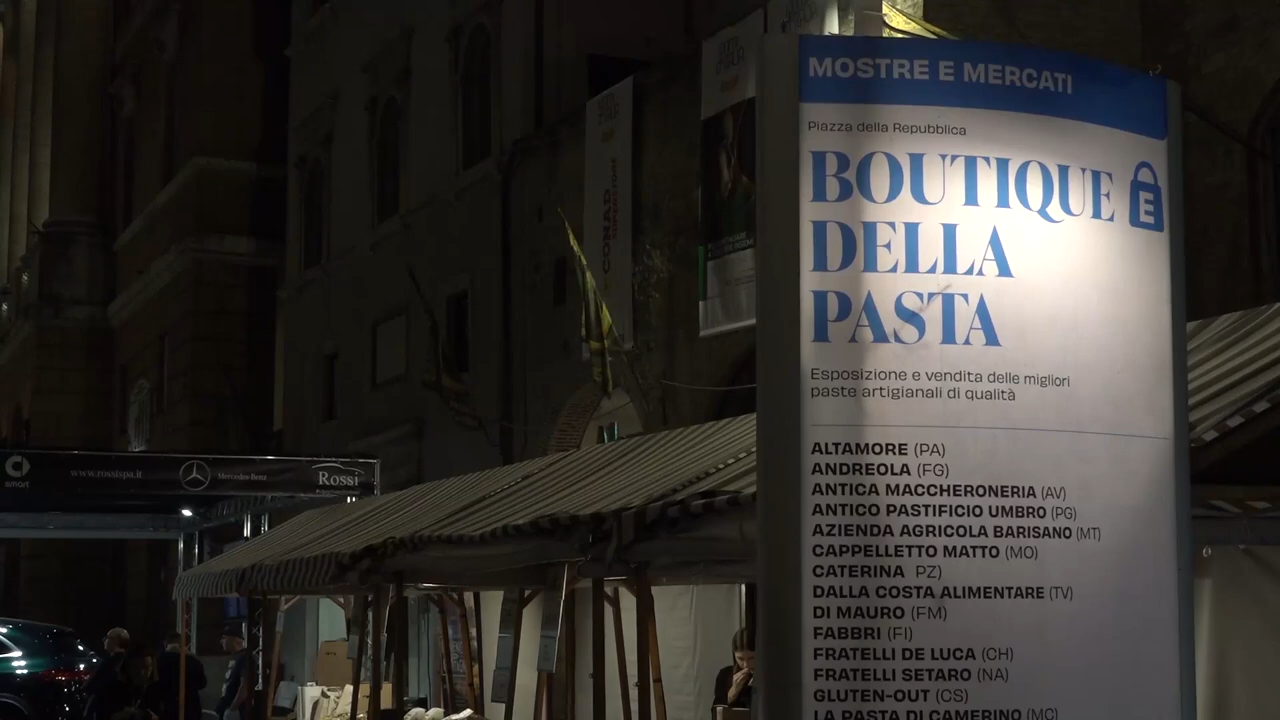 MOSTRE E MERCATI
Piazza della Repubblica
BOUTIQUE
DELLA
PASTA
E
Esposizione e vendita delle migliori
paste artigianali di qualità
ALTAMORE (PA)
ANDREOLA (FG)
ANTICA MACCHERONERIA (AV)
ANTICO PASTIFICIO UMBRO (PG)
AZIENDA AGRICOLA BARISANO (MT)
CAPPELLETTO MATTO (MO)
CATERINA PZ)
DALLA COSTA ALIMENTARE (TV)
DI MAURO (FM)
FABBRI (FI)
FRATELLI DE LUCA (CH)
FRATELLI SETARO (NA)
GLUTEN-OUT (CS)
LA PASTA DI CAMERINO (MC)
CONAD
smart
www.rossispa.it
Mercedes-Benz
Rossi